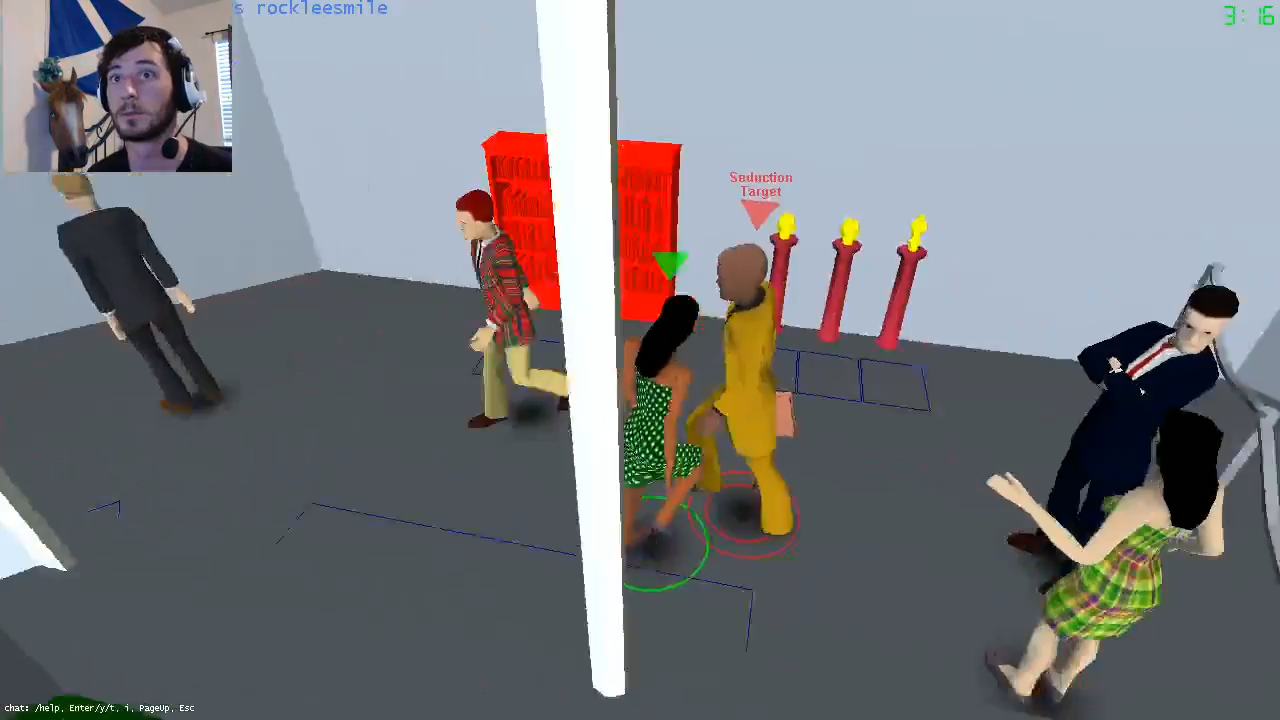 s rockleesmile
3:16
Seduction
Target
chat: /help, Enter/y/t, i, PageUp, Esc